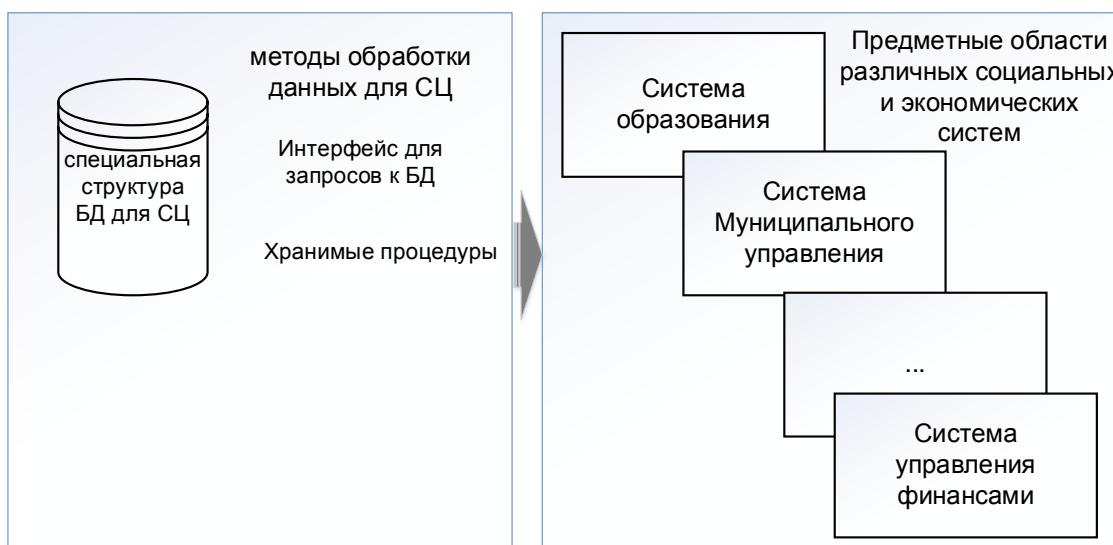 методы обработки
данных для СЦ
специальная
структура
БД для СЦ
Интерфейс для
запросов к БД
Хранимые процедуры
Предметные области
различных социальных
и экономических
систем
Система
образования
Система
Муниципального
управления
...
Система
управления
финансами